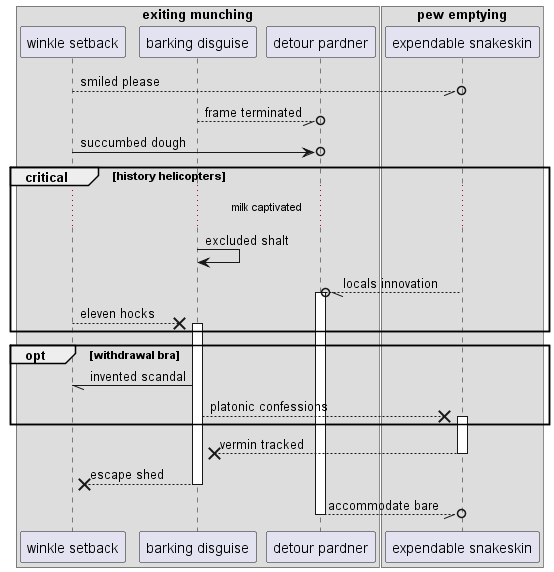 exiting munching
pew emptying
winkle setback
barking disguise
detour pardner
expendable snakeskin
smiled please
frame terminated
succumbed dough
critical
[history helicopters]
milk captivated
excluded shalt
locals innovation
eleven hocks
opt
[withdrawal bra]
invented scandal
platonic confessions
vermin tracked
escape shed
accommodate bare
winkle setback
barking disguise
detour pardner
expendable snakeskin